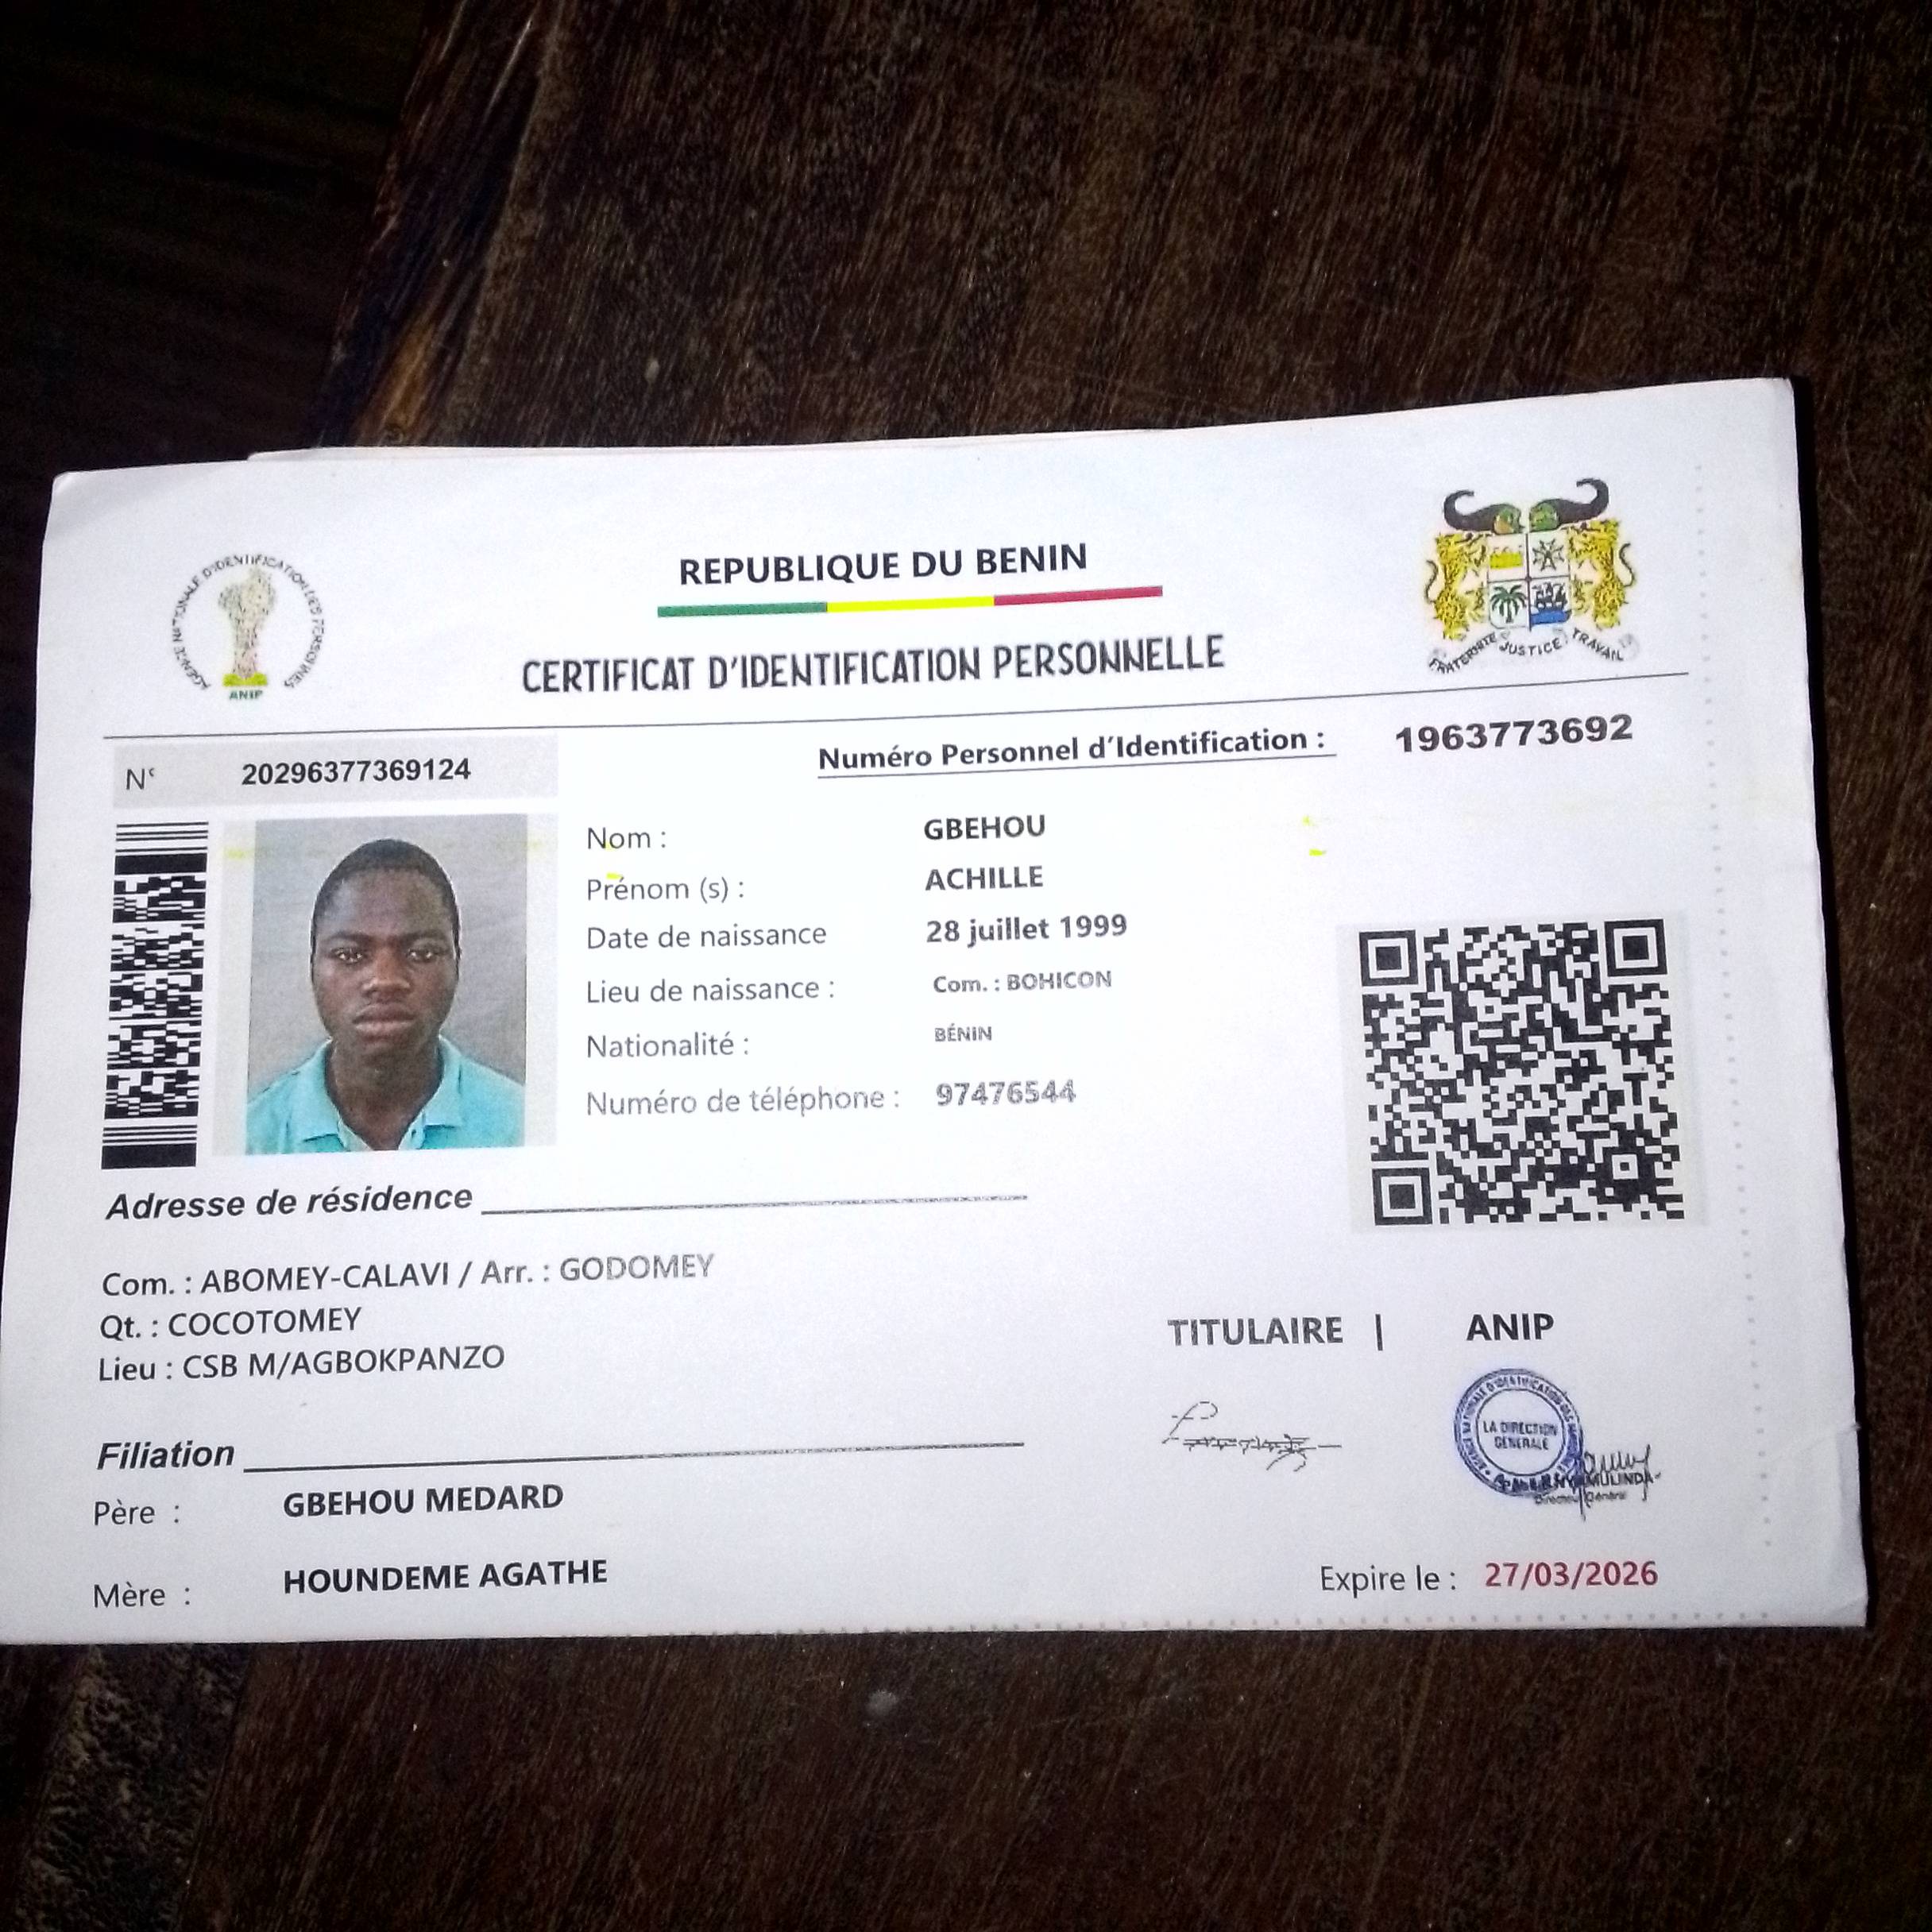 AGENCE NATIONALE D'IDENTIFICATION DES PERSONNES
ANIP
REPUBLIQUE DU BENIN
CERTIFICAT D'IDENTIFICATION PERSONNELLE
FRATERNITE JUSTICE TRAVAIL
N° 20296377369124
Numéro Personnel d'Identification : 1963773692
Nom : GBEHOU
Prénom (s) : ACHILLE
Date de naissance 28 juillet 1999
Lieu de naissance : Com. : BOHICON
Nationalité : BÉNIN
Numéro de téléphone : 97476544
Adresse de résidence
Com. : ABOMEY-CALAVI / Arr. : GODOMEY
Qt. : COCOTOMEY
Lieu : CSB M/AGBOKPANZO
TITULAIRE | ANIP
LA DIRECTION
GENERALE
Directeur Général
Filiation
Père : GBEHOU MEDARD
Mère : HOUNDEME AGATHE
Expire le : 27/03/2026